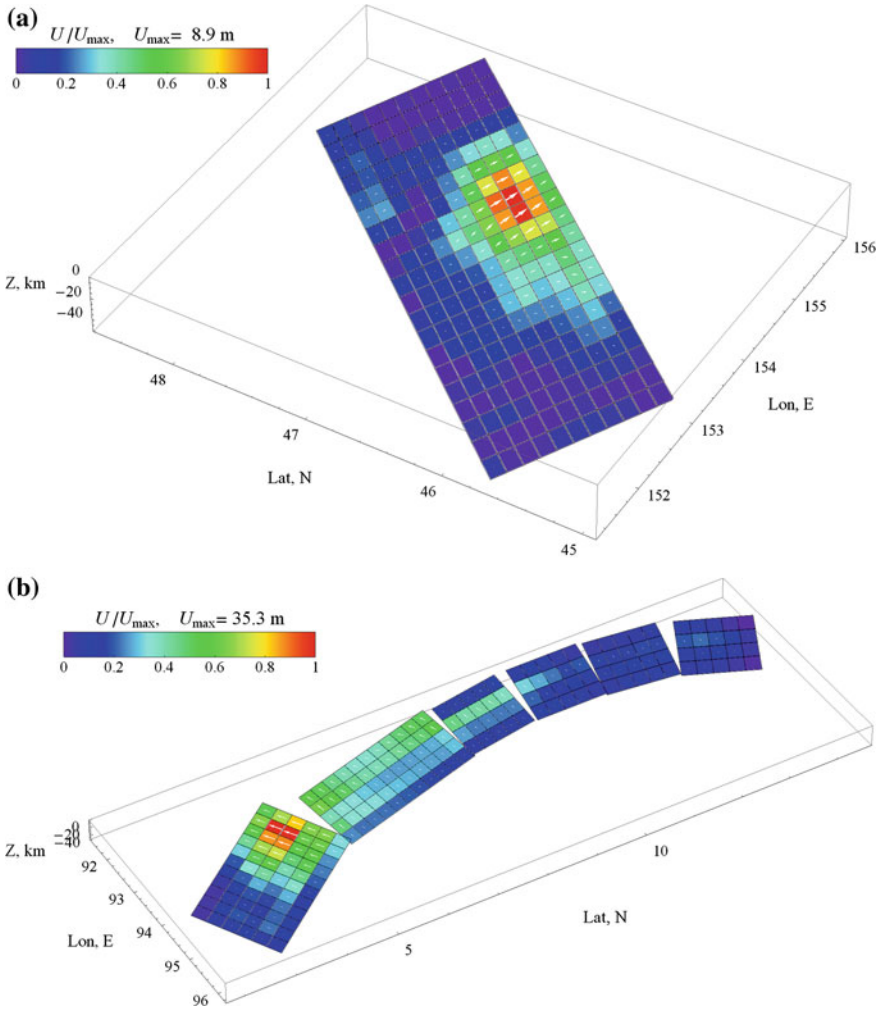 (a)
U/Umax, Umax= 8.9 m
0 0.2 0.4 0.6 0.8 1
Z, km
0
−20
−40
48
47
46
45
Lat, N
152
153
154
155
156
Lon, E
(b)
U/Umax, Umax= 35.3 m
0 0.2 0.4 0.6 0.8 1
Z, km
0
−20
−40
92
93
94
95
96
Lon, E
5
10
Lat, N